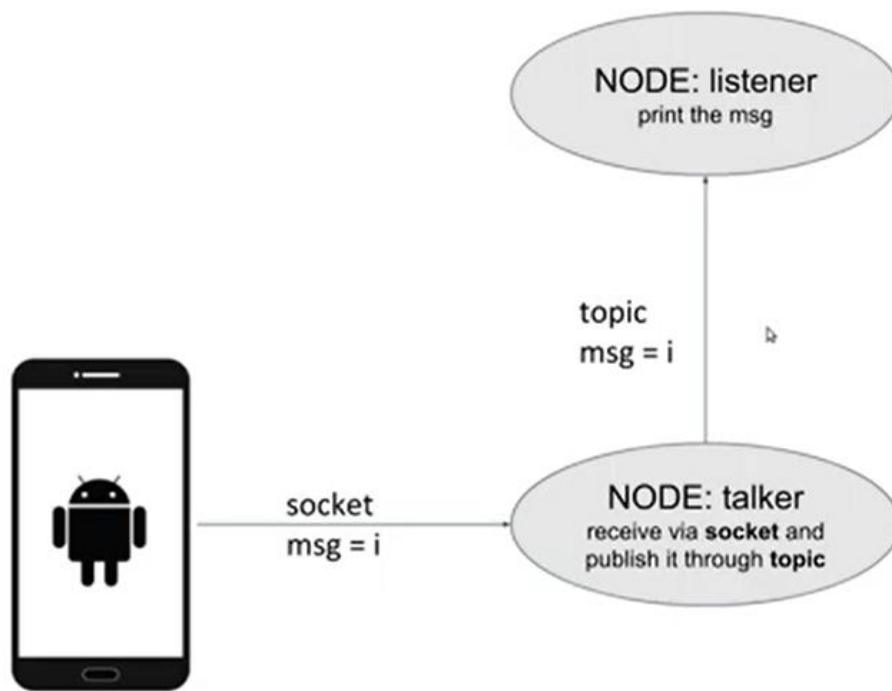 NODE: listener
print the msg
topic
msg = i
socket
msg = i
NODE: talker
receive via socket and
publish it through topic